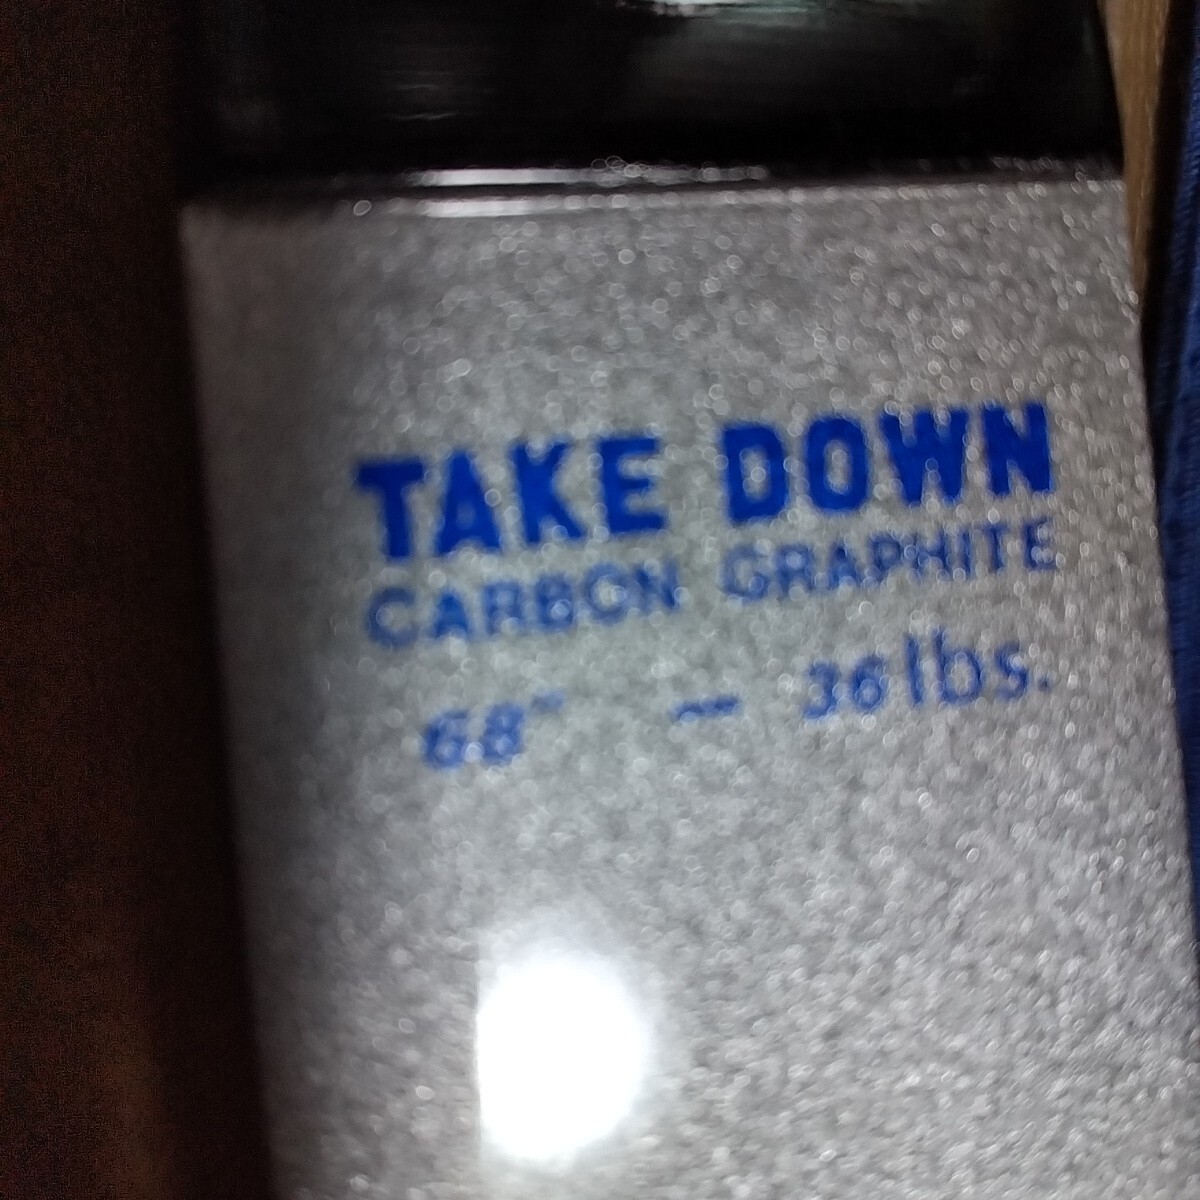 TAKE DOWN
CARBON GRAPHITE
68" — 36 lbs.